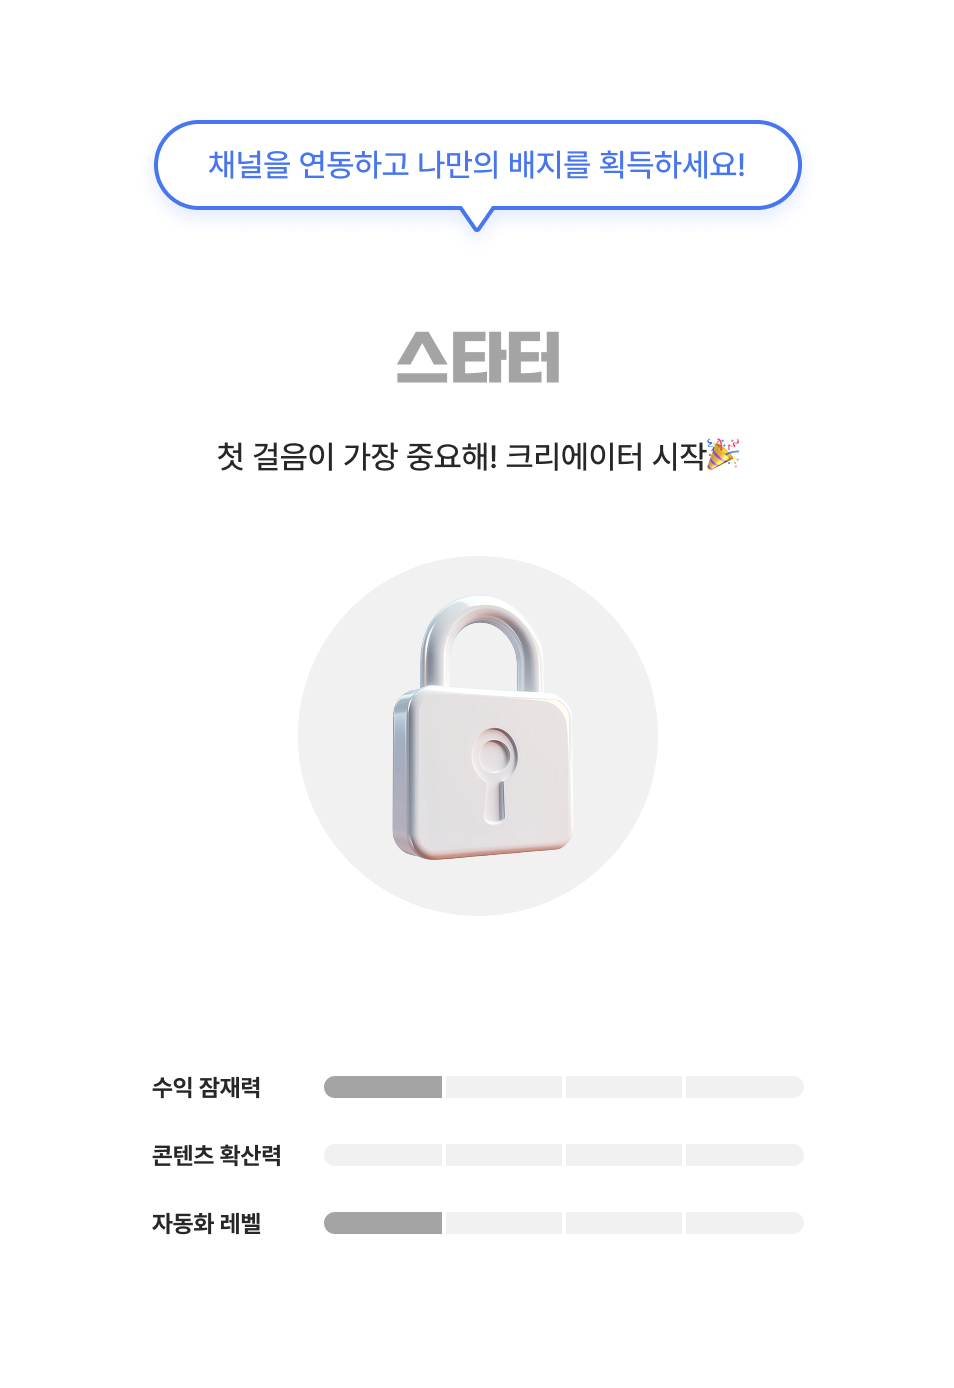 채널을 연동하고 나만의 배지를 획득하세요!
스타터
첫 걸음이 가장 중요해! 크리에이터 시작🎉
수익 잠재력
콘텐츠 확산력
자동화 레벨